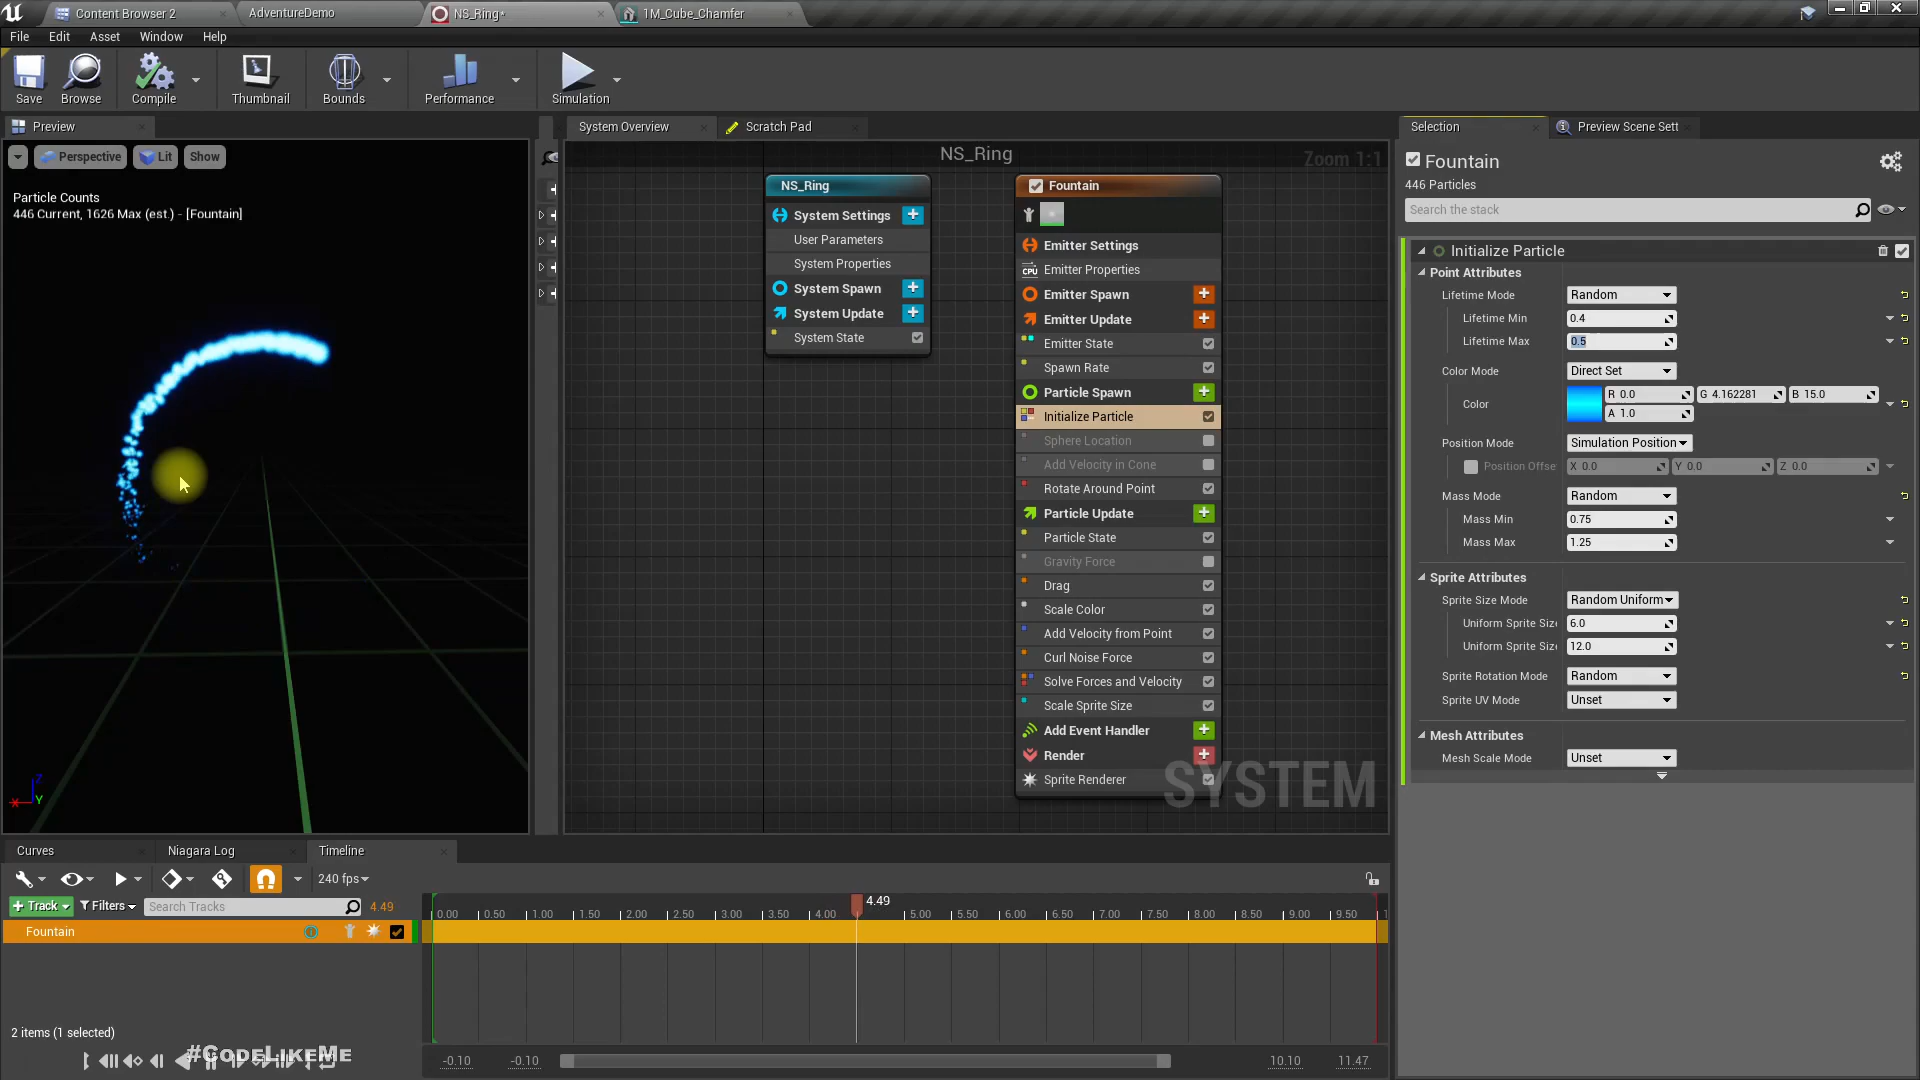 Content Browser 2
AdventureDemo
NS_Ring*
1M_Cube_Chamfer
File Edit Asset Window Help
Save
Browse
Compile
Thumbnail
Bounds
Performance
Simulation
Preview
System Overview
Scratch Pad
Selection
Preview Scene Sett
Perspective
Lit
Show
Particle Counts
446 Current, 1626 Max (est.) - [Fountain]
NS_Ring
Zoom 1:1
NS_Ring
System Settings
User Parameters
System Properties
System Spawn
System Update
System State
Fountain
Emitter Settings
CPU Emitter Properties
Emitter Spawn
Emitter Update
Emitter State
Spawn Rate
Particle Spawn
Initialize Particle
Sphere Location
Add Velocity in Cone
Rotate Around Point
Particle Update
Particle State
Gravity Force
Drag
Scale Color
Add Velocity from Point
Curl Noise Force
Solve Forces and Velocity
Scale Sprite Size
Add Event Handler
Render
Sprite Renderer
SYSTEM
Fountain
446 Particles
Search the stack
Initialize Particle
Point Attributes
Lifetime Mode Random
Lifetime Min 0.4
Lifetime Max 0.5
Color Mode Direct Set
Color R 0.0 G 4.162281 B 15.0
A 1.0
Position Mode Simulation Position
Position Offse X 0.0 Y 0.0 Z 0.0
Mass Mode Random
Mass Min 0.75
Mass Max 1.25
Sprite Attributes
Sprite Size Mode Random Uniform
Uniform Sprite Size 6.0
Uniform Sprite Size 12.0
Sprite Rotation Mode Random
Sprite UV Mode Unset
Mesh Attributes
Mesh Scale Mode Unset
Z
X Y
Curves
Niagara Log
Timeline
240 fps
+ Track
Filters
Search Tracks
4.49
4.49
0.00 0.50 1.00 1.50 2.00 2.50 3.00 3.50 4.00 5.00 5.50 6.00 6.50 7.00 7.50 8.00 8.50 9.00 9.50 1
Fountain
2 items (1 selected)
#CodeLikeMe
-0.10 -0.10 10.10 11.47